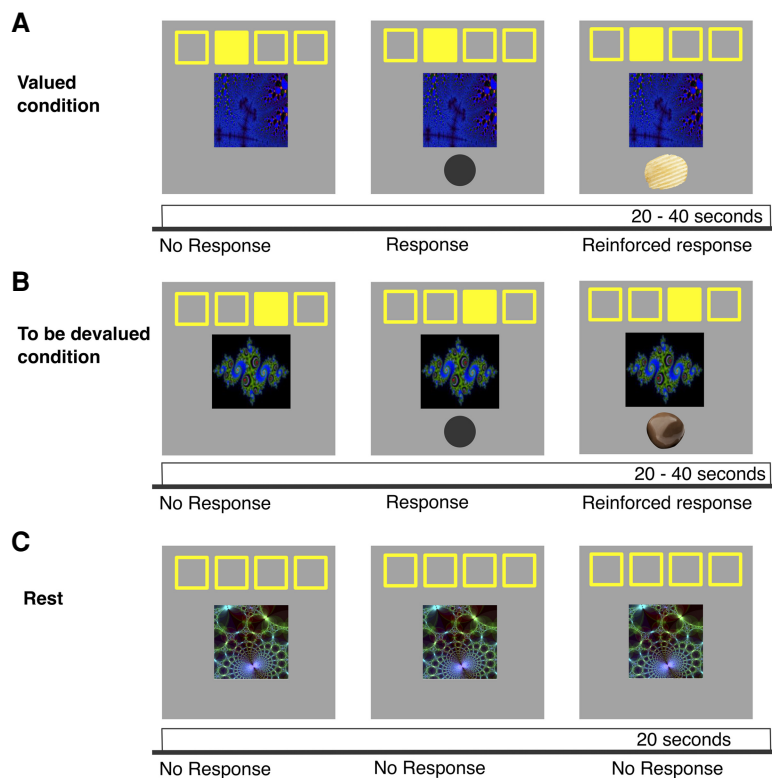 A
Valued
condition
20 - 40 seconds
No Response
Response
Reinforced response
B
To be devalued
condition
20 - 40 seconds
No Response
Response
Reinforced response
C
Rest
20 seconds
No Response
No Response
No Response